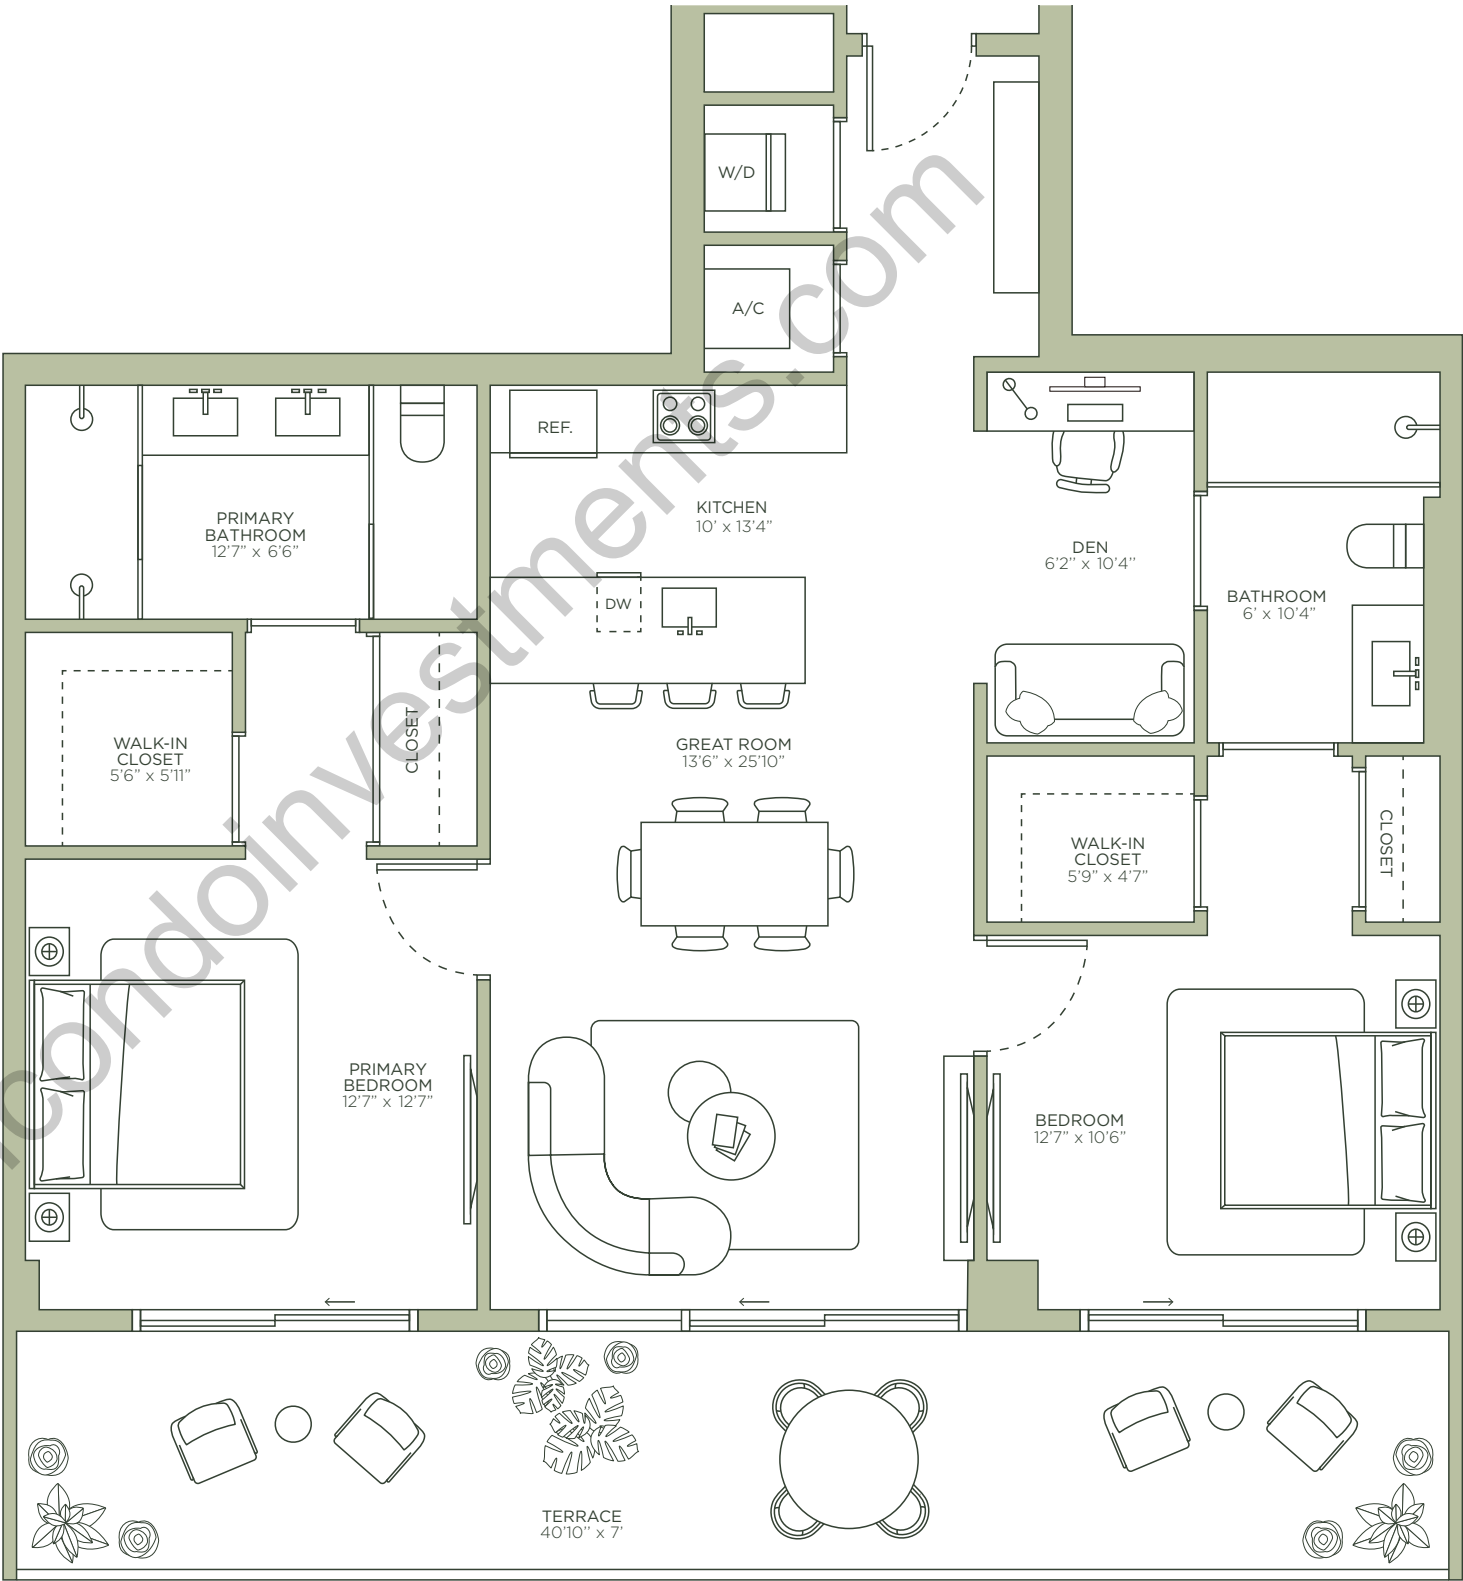 W/D
A/C
REF.
KITCHEN
10' x 13'4"
PRIMARY
BATHROOM
12'7" x 6'6"
DEN
6'2" x 10'4"
BATHROOM
6' x 10'4"
DW
WALK-IN
CLOSET
5'6" x 5'11"
CLOSET
GREAT ROOM
13'6" x 25'10"
WALK-IN
CLOSET
5'9" x 4'7"
CLOSET
PRIMARY
BEDROOM
12'7" x 12'7"
BEDROOM
12'7" x 10'6"
TERRACE
40'10" x 7'
condoinvestments.com